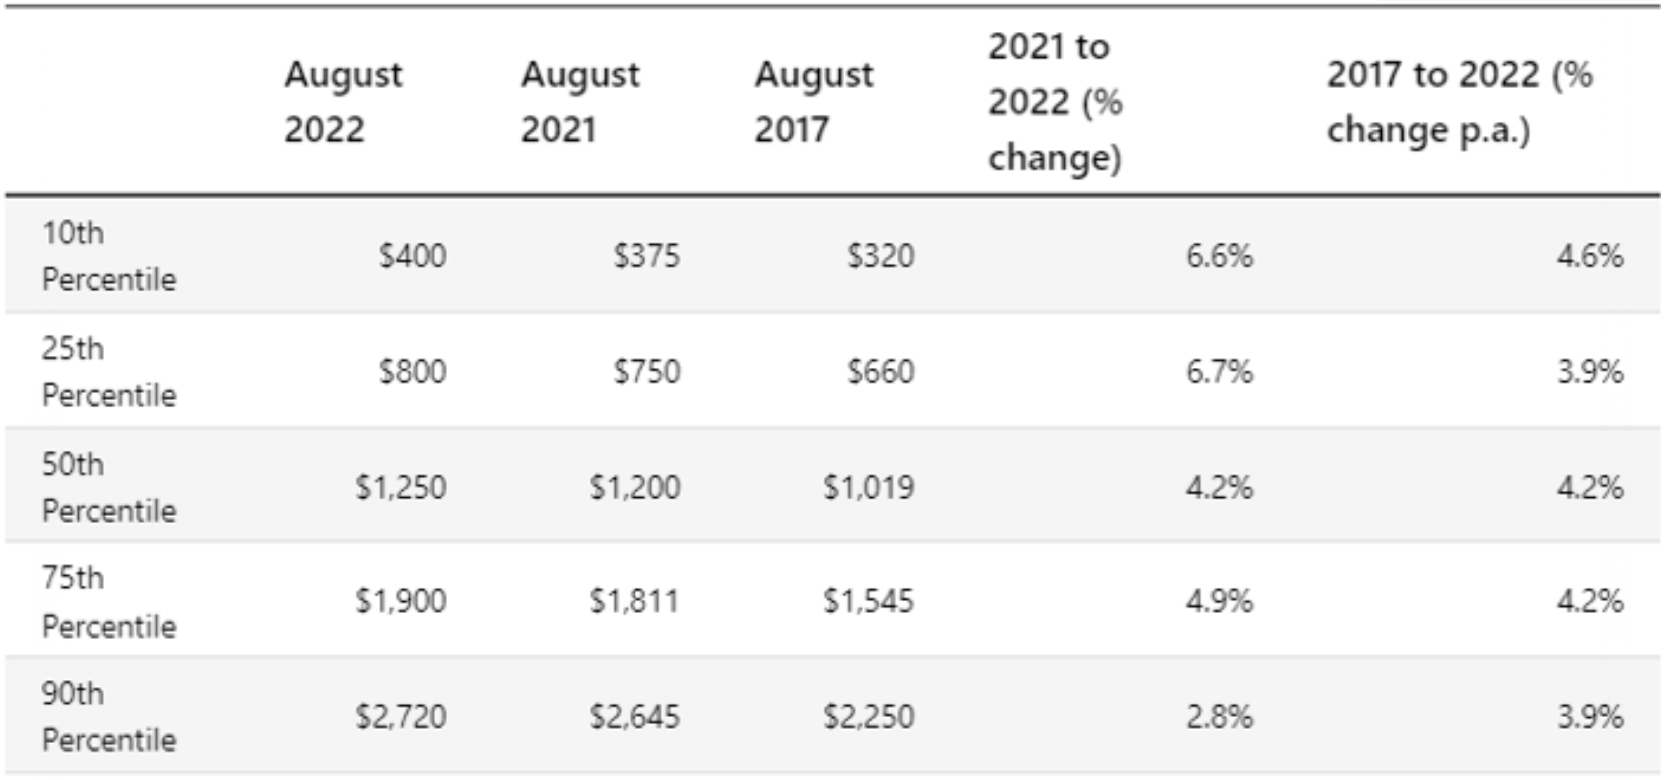 August 2022 August 2021 August 2017 2021 to 2022 (% change) 2017 to 2022 (% change p.a.)
10th Percentile $400 $375 $320 6.6% 4.6%
25th Percentile $800 $750 $660 6.7% 3.9%
50th Percentile $1,250 $1,200 $1,019 4.2% 4.2%
75th Percentile $1,900 $1,811 $1,545 4.9% 4.2%
90th Percentile $2,720 $2,645 $2,250 2.8% 3.9%